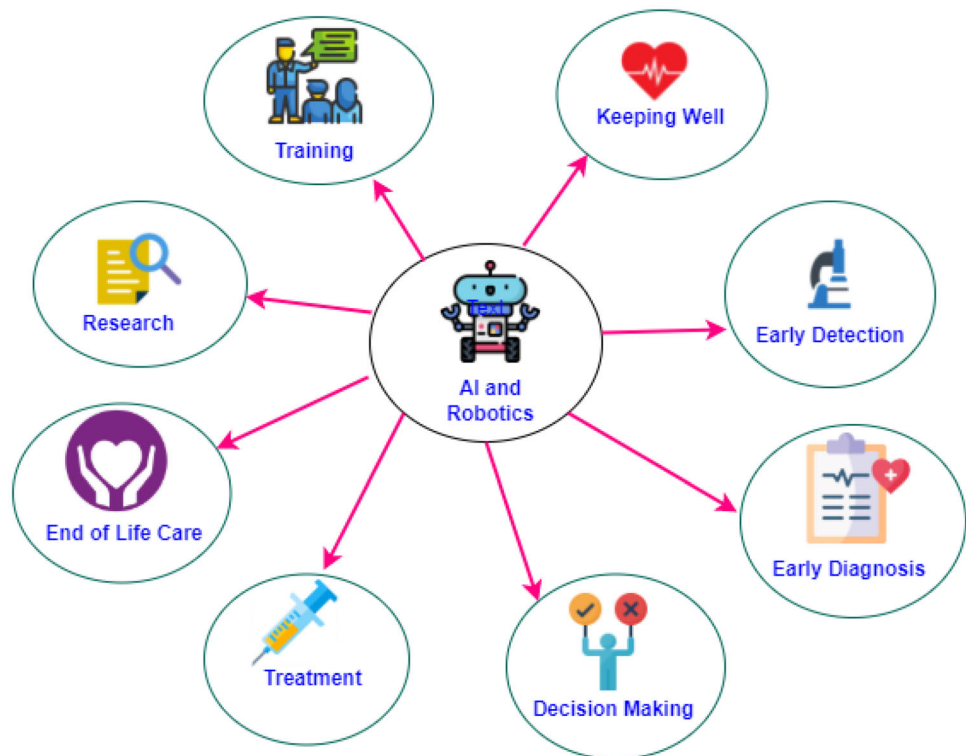 Training
Keeping Well
Research
Text
Early Detection
AI and
Robotics
End of Life Care
Early Diagnosis
Treatment
Decision Making